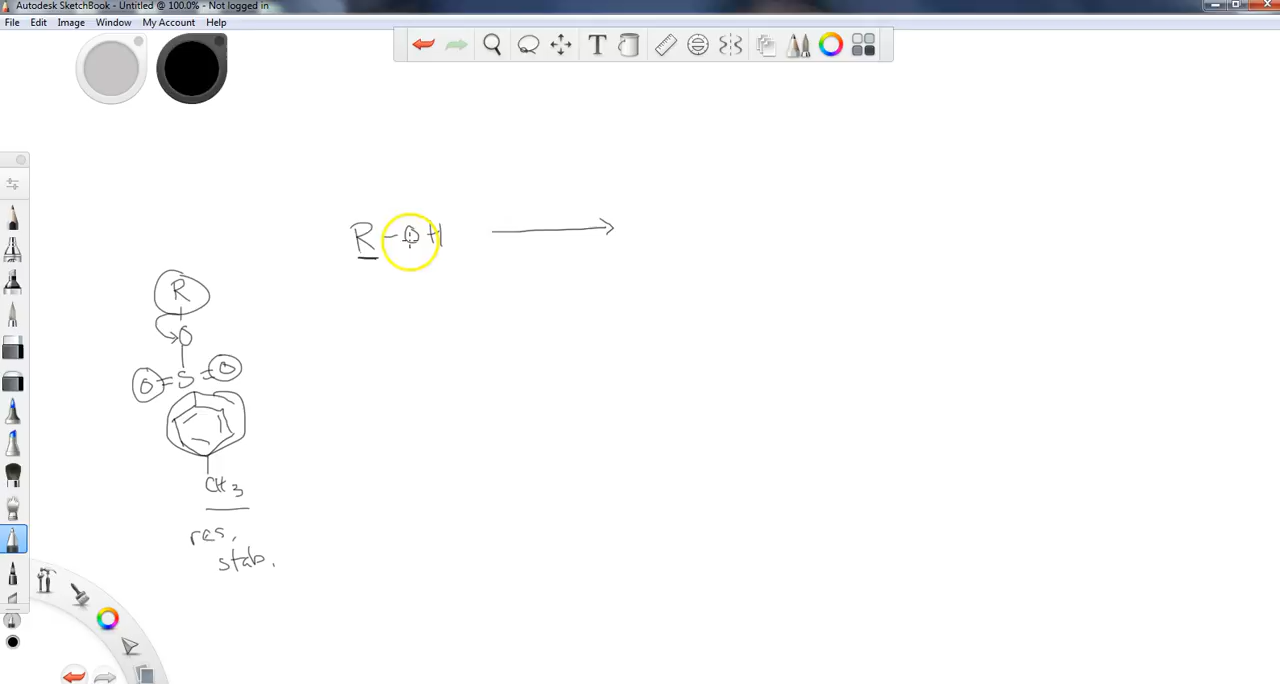 Autodesk SketchBook - Untitled @ 100.0% - Not logged in
File Edit Image Window My Account Help
T
R-OH
R
O
O=S=O
CH3
res.
stab.